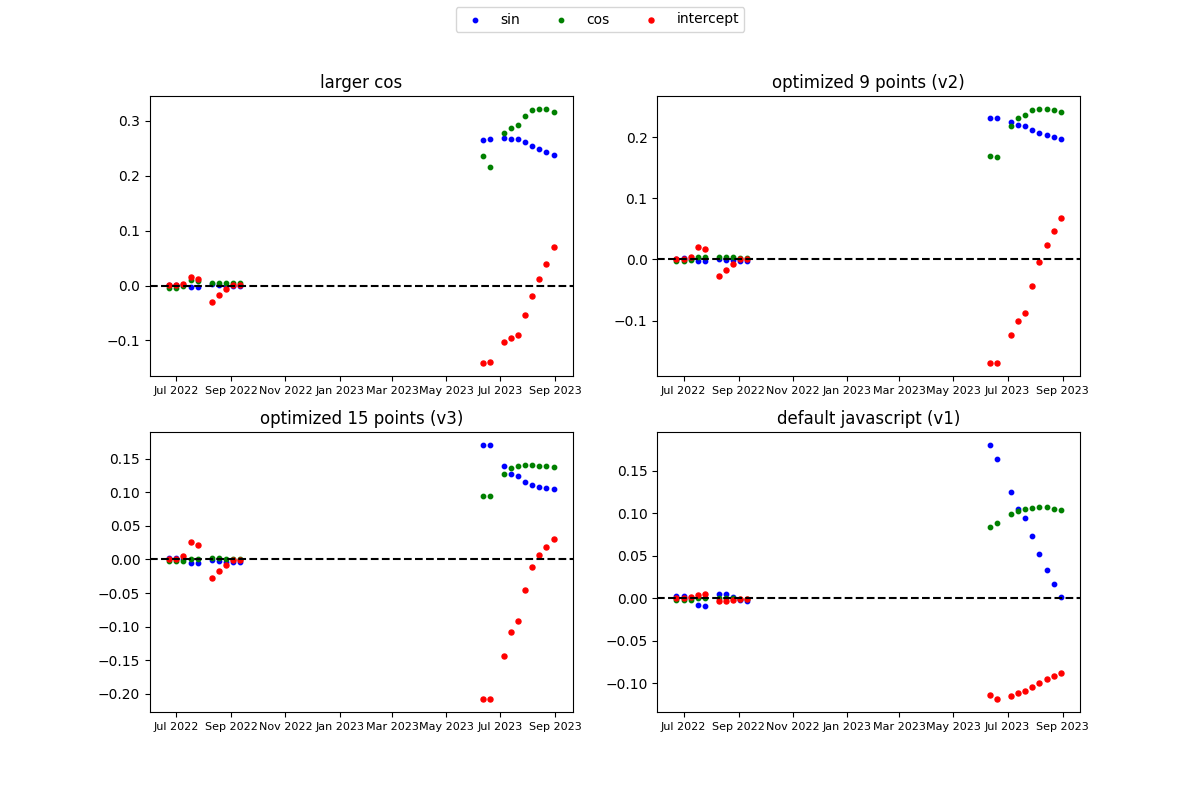 sin cos intercept
larger cos
0.3
0.2
0.1
0.0
−0.1
Jul 2022 Sep 2022 Nov 2022 Jan 2023 Mar 2023 May 2023 Jul 2023 Sep 2023
optimized 9 points (v2)
0.2
0.1
0.0
−0.1
Jul 2022 Sep 2022 Nov 2022 Jan 2023 Mar 2023 May 2023 Jul 2023 Sep 2023
optimized 15 points (v3)
0.15
0.10
0.05
0.00
−0.05
−0.10
−0.15
−0.20
Jul 2022 Sep 2022 Nov 2022 Jan 2023 Mar 2023 May 2023 Jul 2023 Sep 2023
default javascript (v1)
0.15
0.10
0.05
0.00
−0.05
−0.10
Jul 2022 Sep 2022 Nov 2022 Jan 2023 Mar 2023 May 2023 Jul 2023 Sep 2023